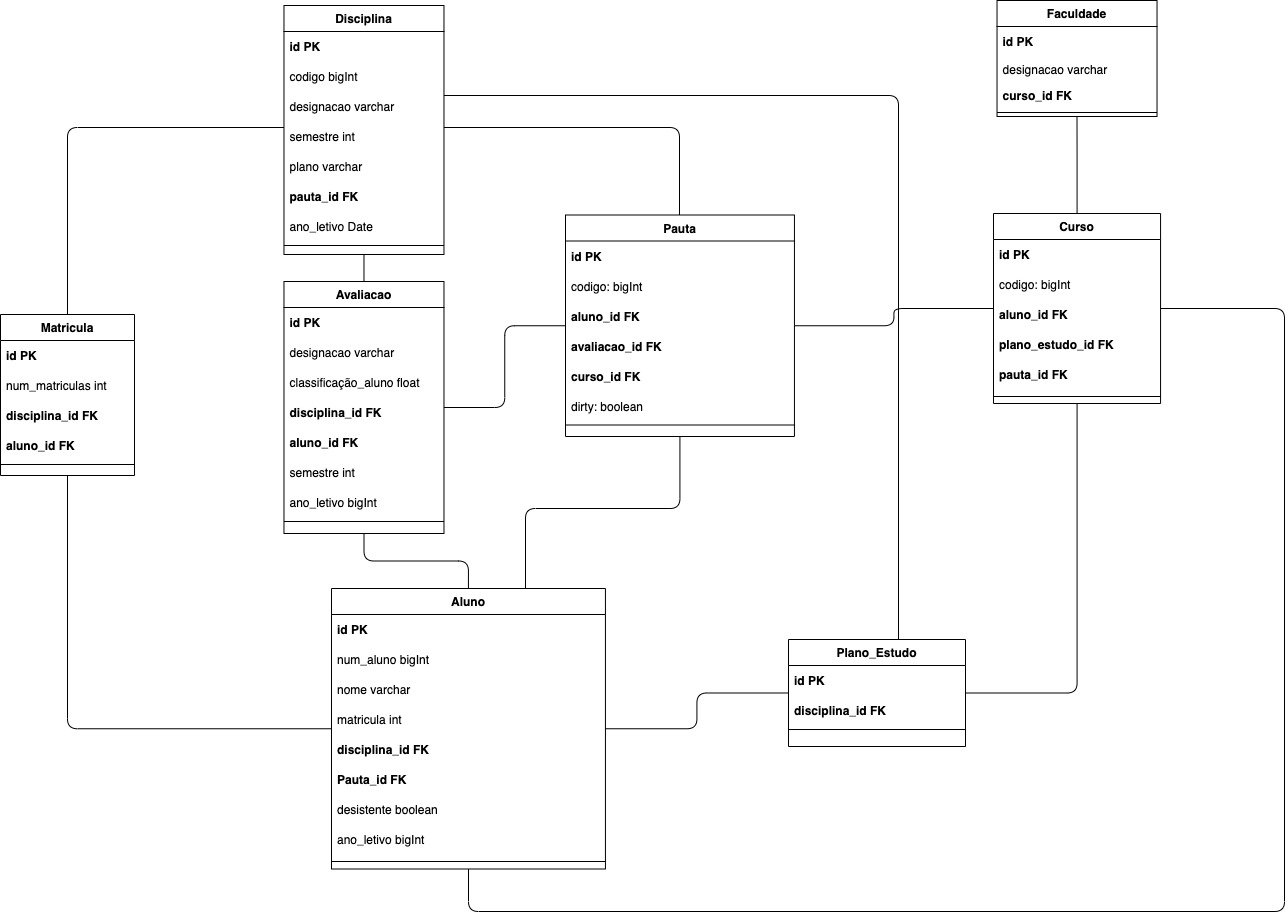 Disciplina
id PK
codigo bigInt
designacao varchar
semestre int
plano varchar
pauta_id FK
ano_letivo Date
Faculdade
id PK
designacao varchar
curso_id FK
Pauta
id PK
codigo: bigInt
aluno_id FK
avaliacao_id FK
curso_id FK
dirty: boolean
Curso
id PK
codigo: bigInt
aluno_id FK
plano_estudo_id FK
pauta_id FK
Matricula
id PK
num_matriculas int
disciplina_id FK
aluno_id FK
Avaliacao
id PK
designacao varchar
classificação_aluno float
disciplina_id FK
aluno_id FK
semestre int
ano_letivo bigInt
Aluno
id PK
num_aluno bigInt
nome varchar
matricula int
disciplina_id FK
Pauta_id FK
desistente boolean
ano_letivo bigInt
Plano_Estudo
id PK
disciplina_id FK